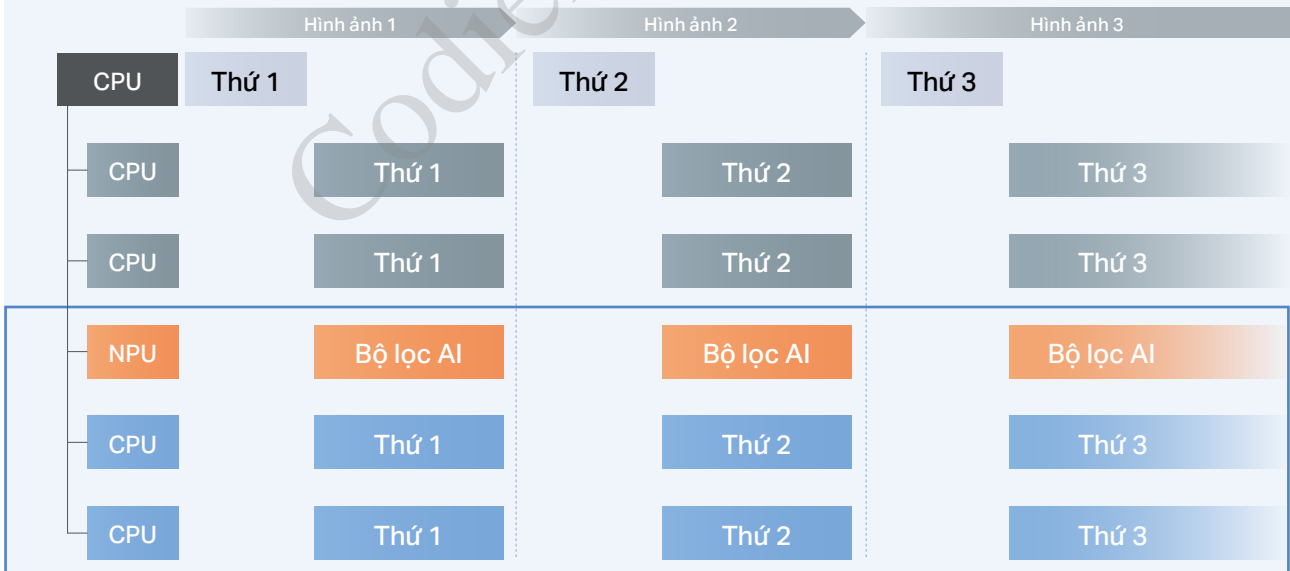 Hình ảnh 1 Hình ảnh 2 Hình ảnh 3
CPU Thứ 1 Thứ 2 Thứ 3
CPU Thứ 1 Thứ 2 Thứ 3
CPU Thứ 1 Thứ 2 Thứ 3
NPU Bộ lọc AI Bộ lọc AI Bộ lọc AI
CPU Thứ 1 Thứ 2 Thứ 3
CPU Thứ 1 Thứ 2 Thứ 3